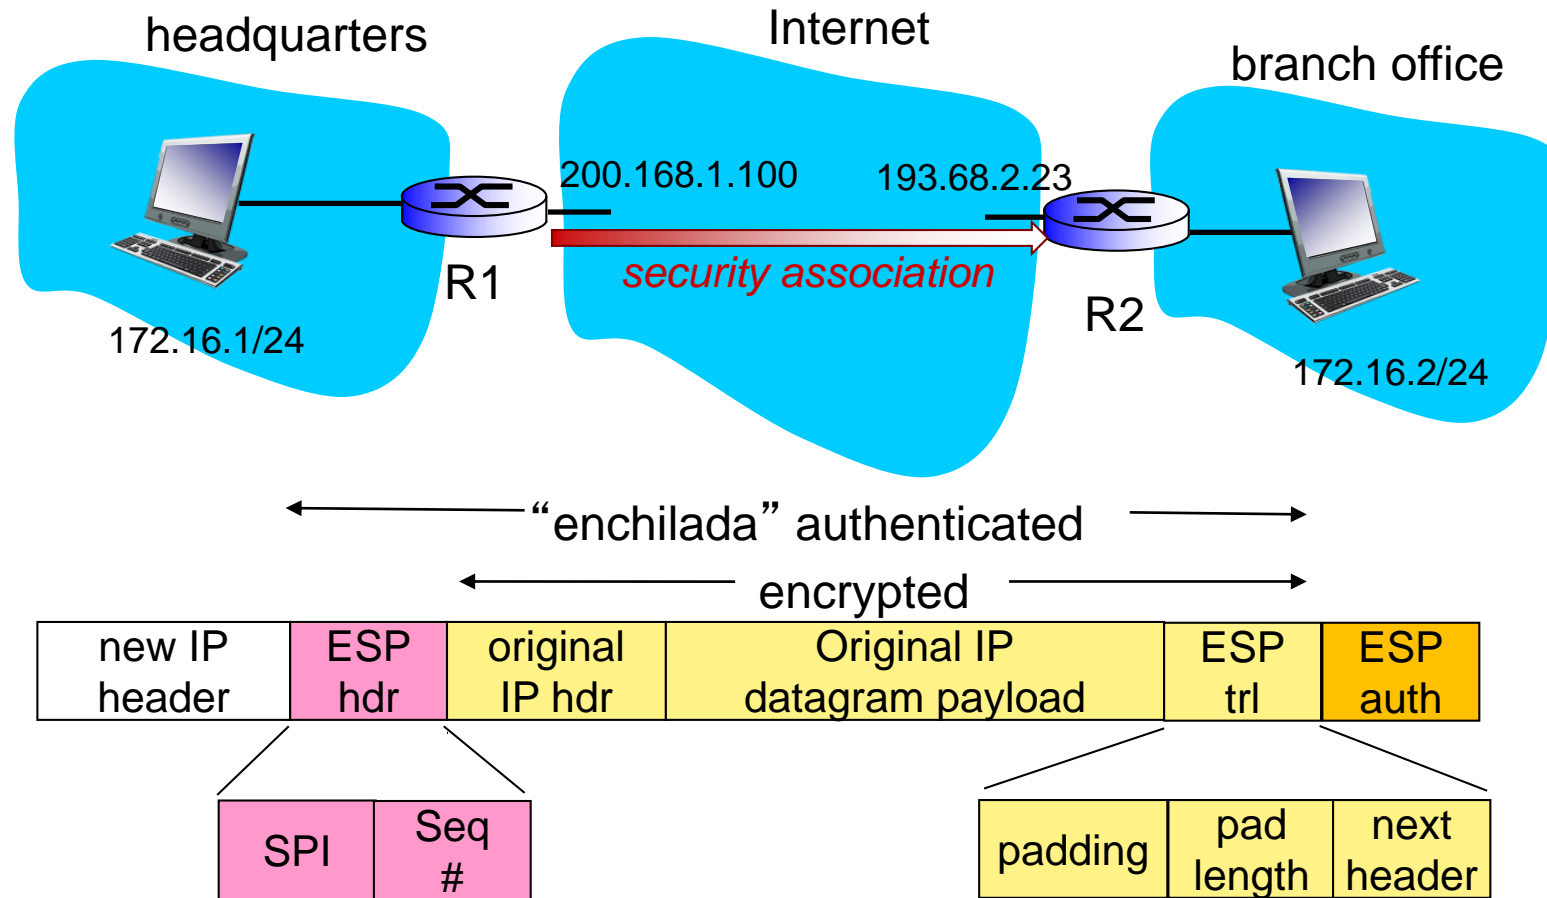 headquarters
Internet
branch office
200.168.1.100
193.68.2.23
security association
R1
R2
172.16.1/24
172.16.2/24
“enchilada” authenticated
encrypted
new IP
header
ESP
hdr
original
IP hdr
Original IP
datagram payload
ESP
trl
ESP
auth
SPI
Seq
#
padding
pad
length
next
header